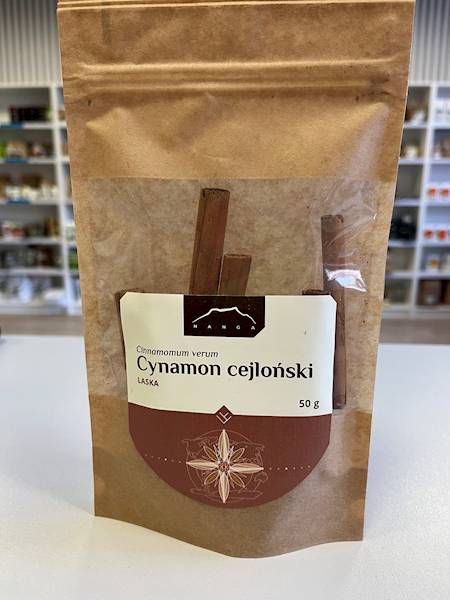 NANGA
Cinnamomum verum
Cynamon cejloński
LASKA
50 g